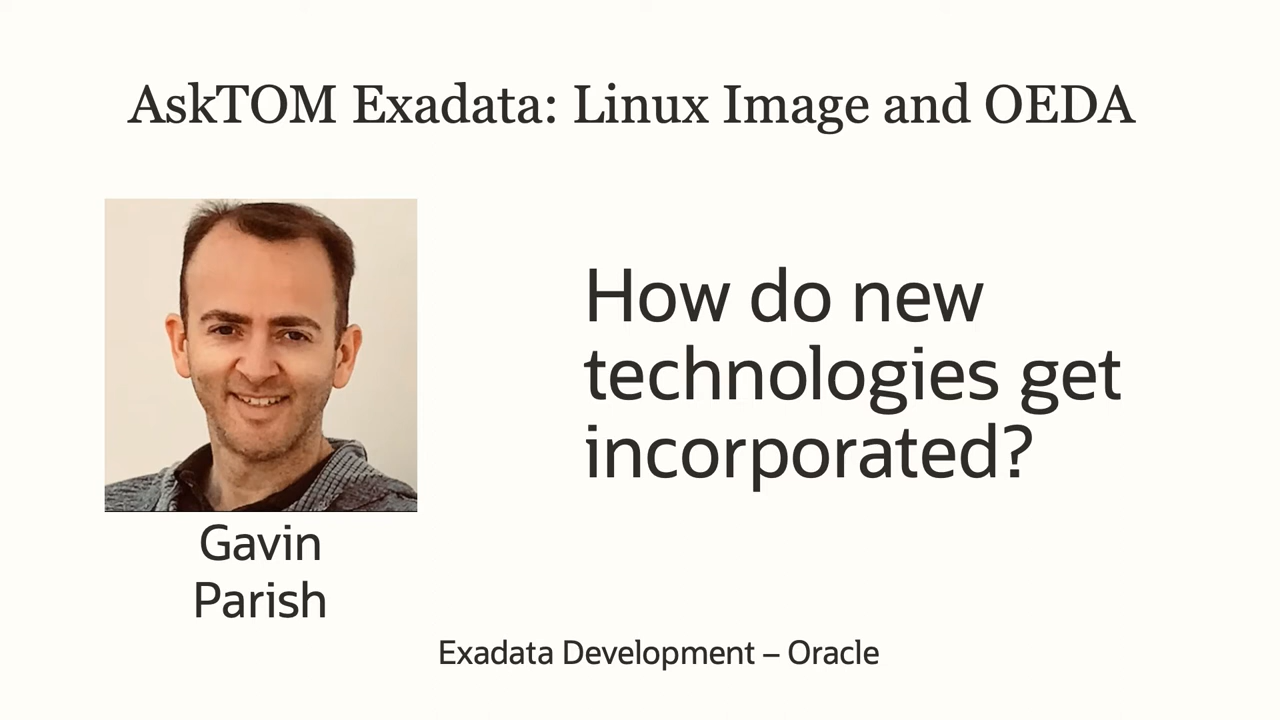 AskTOM Exadata: Linux Image and OEDA
How do new
technologies get
incorporated?
Gavin
Parish
Exadata Development – Oracle